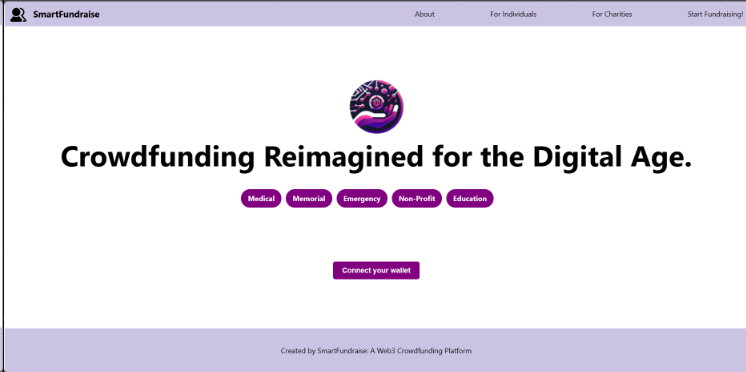 SmartFundraise About For Individuals For Charities Start Fundraising!
Crowdfunding Reimagined for the Digital Age.
Medical Memorial Emergency Non-Profit Education
Connect your wallet
Created by SmartFundraise: A Web3 Crowdfunding Platform